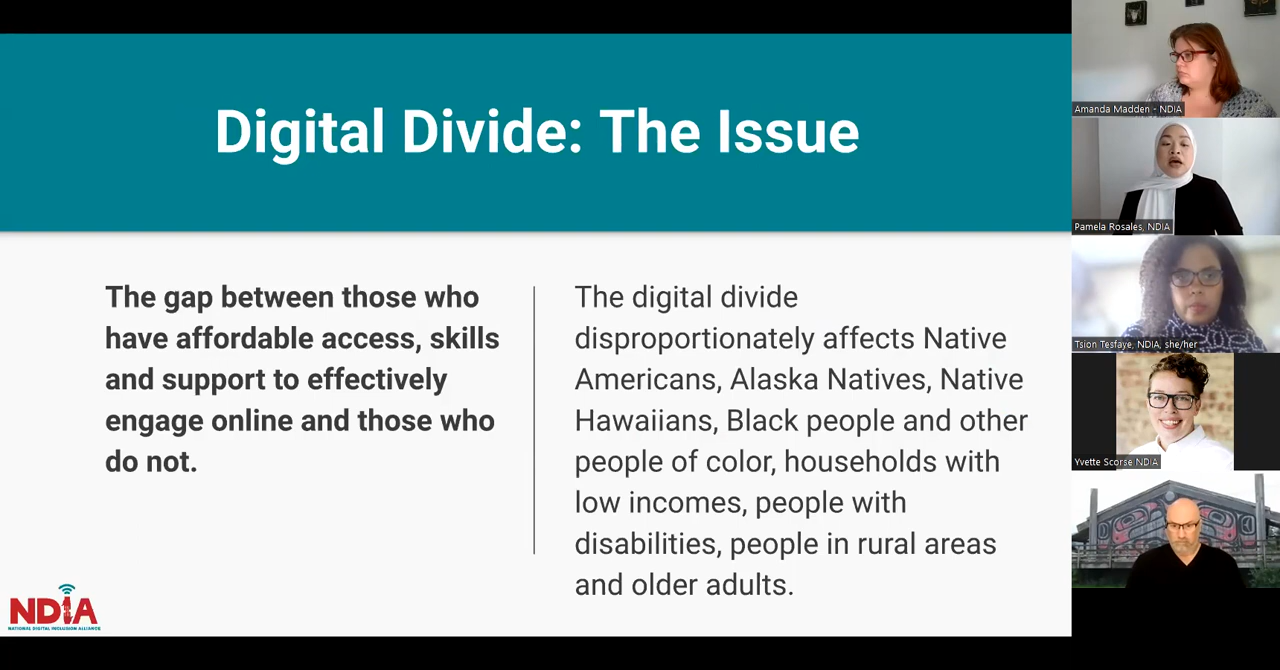 Digital Divide: The Issue
The gap between those who
have affordable access, skills
and support to effectively
engage online and those who
do not.
The digital divide
disproportionately affects Native
Americans, Alaska Natives, Native
Hawaiians, Black people and other
people of color, households with
low incomes, people with
disabilities, people in rural areas
and older adults.
NDIA
NATIONAL DIGITAL INCLUSION ALLIANCE
Amanda Madden - NDIA
Pamela Rosales, NDIA
Tsion Tesfaye, NDIA, she/her
Yvette Scorse NDIA